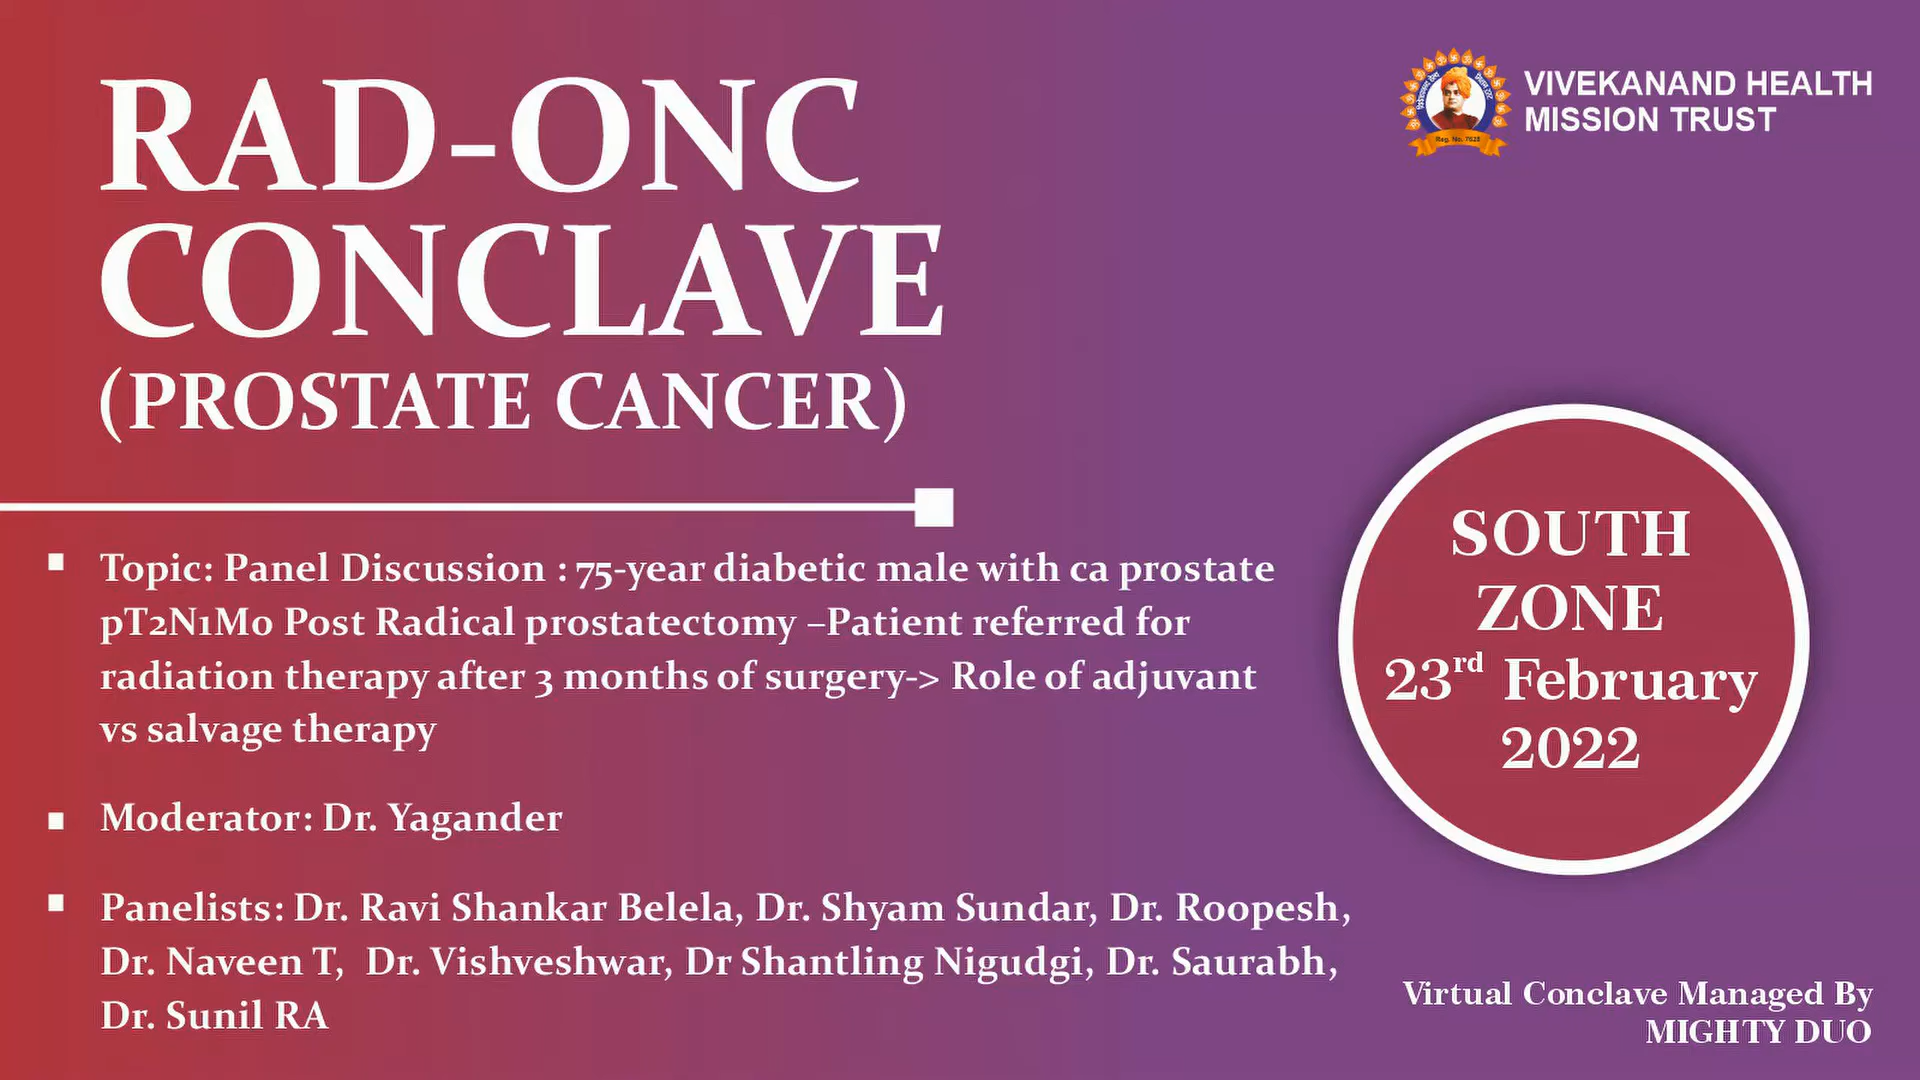 RAD-ONC
CONCLAVE
(PROSTATE CANCER)
VIVEKANAND HEALTH
MISSION TRUST
Reg. No. 7628
Topic: Panel Discussion : 75-year diabetic male with ca prostate
pT2N1M0 Post Radical prostatectomy –Patient referred for
radiation therapy after 3 months of surgery-> Role of adjuvant
vs salvage therapy
Moderator: Dr. Yagander
Panelists: Dr. Ravi Shankar Belela, Dr. Shyam Sundar, Dr. Roopesh,
Dr. Naveen T, Dr. Vishveshwar, Dr Shantling Nigudgi, Dr. Saurabh,
Dr. Sunil RA
SOUTH
ZONE
23rd February
2022
Virtual Conclave Managed By
MIGHTY DUO